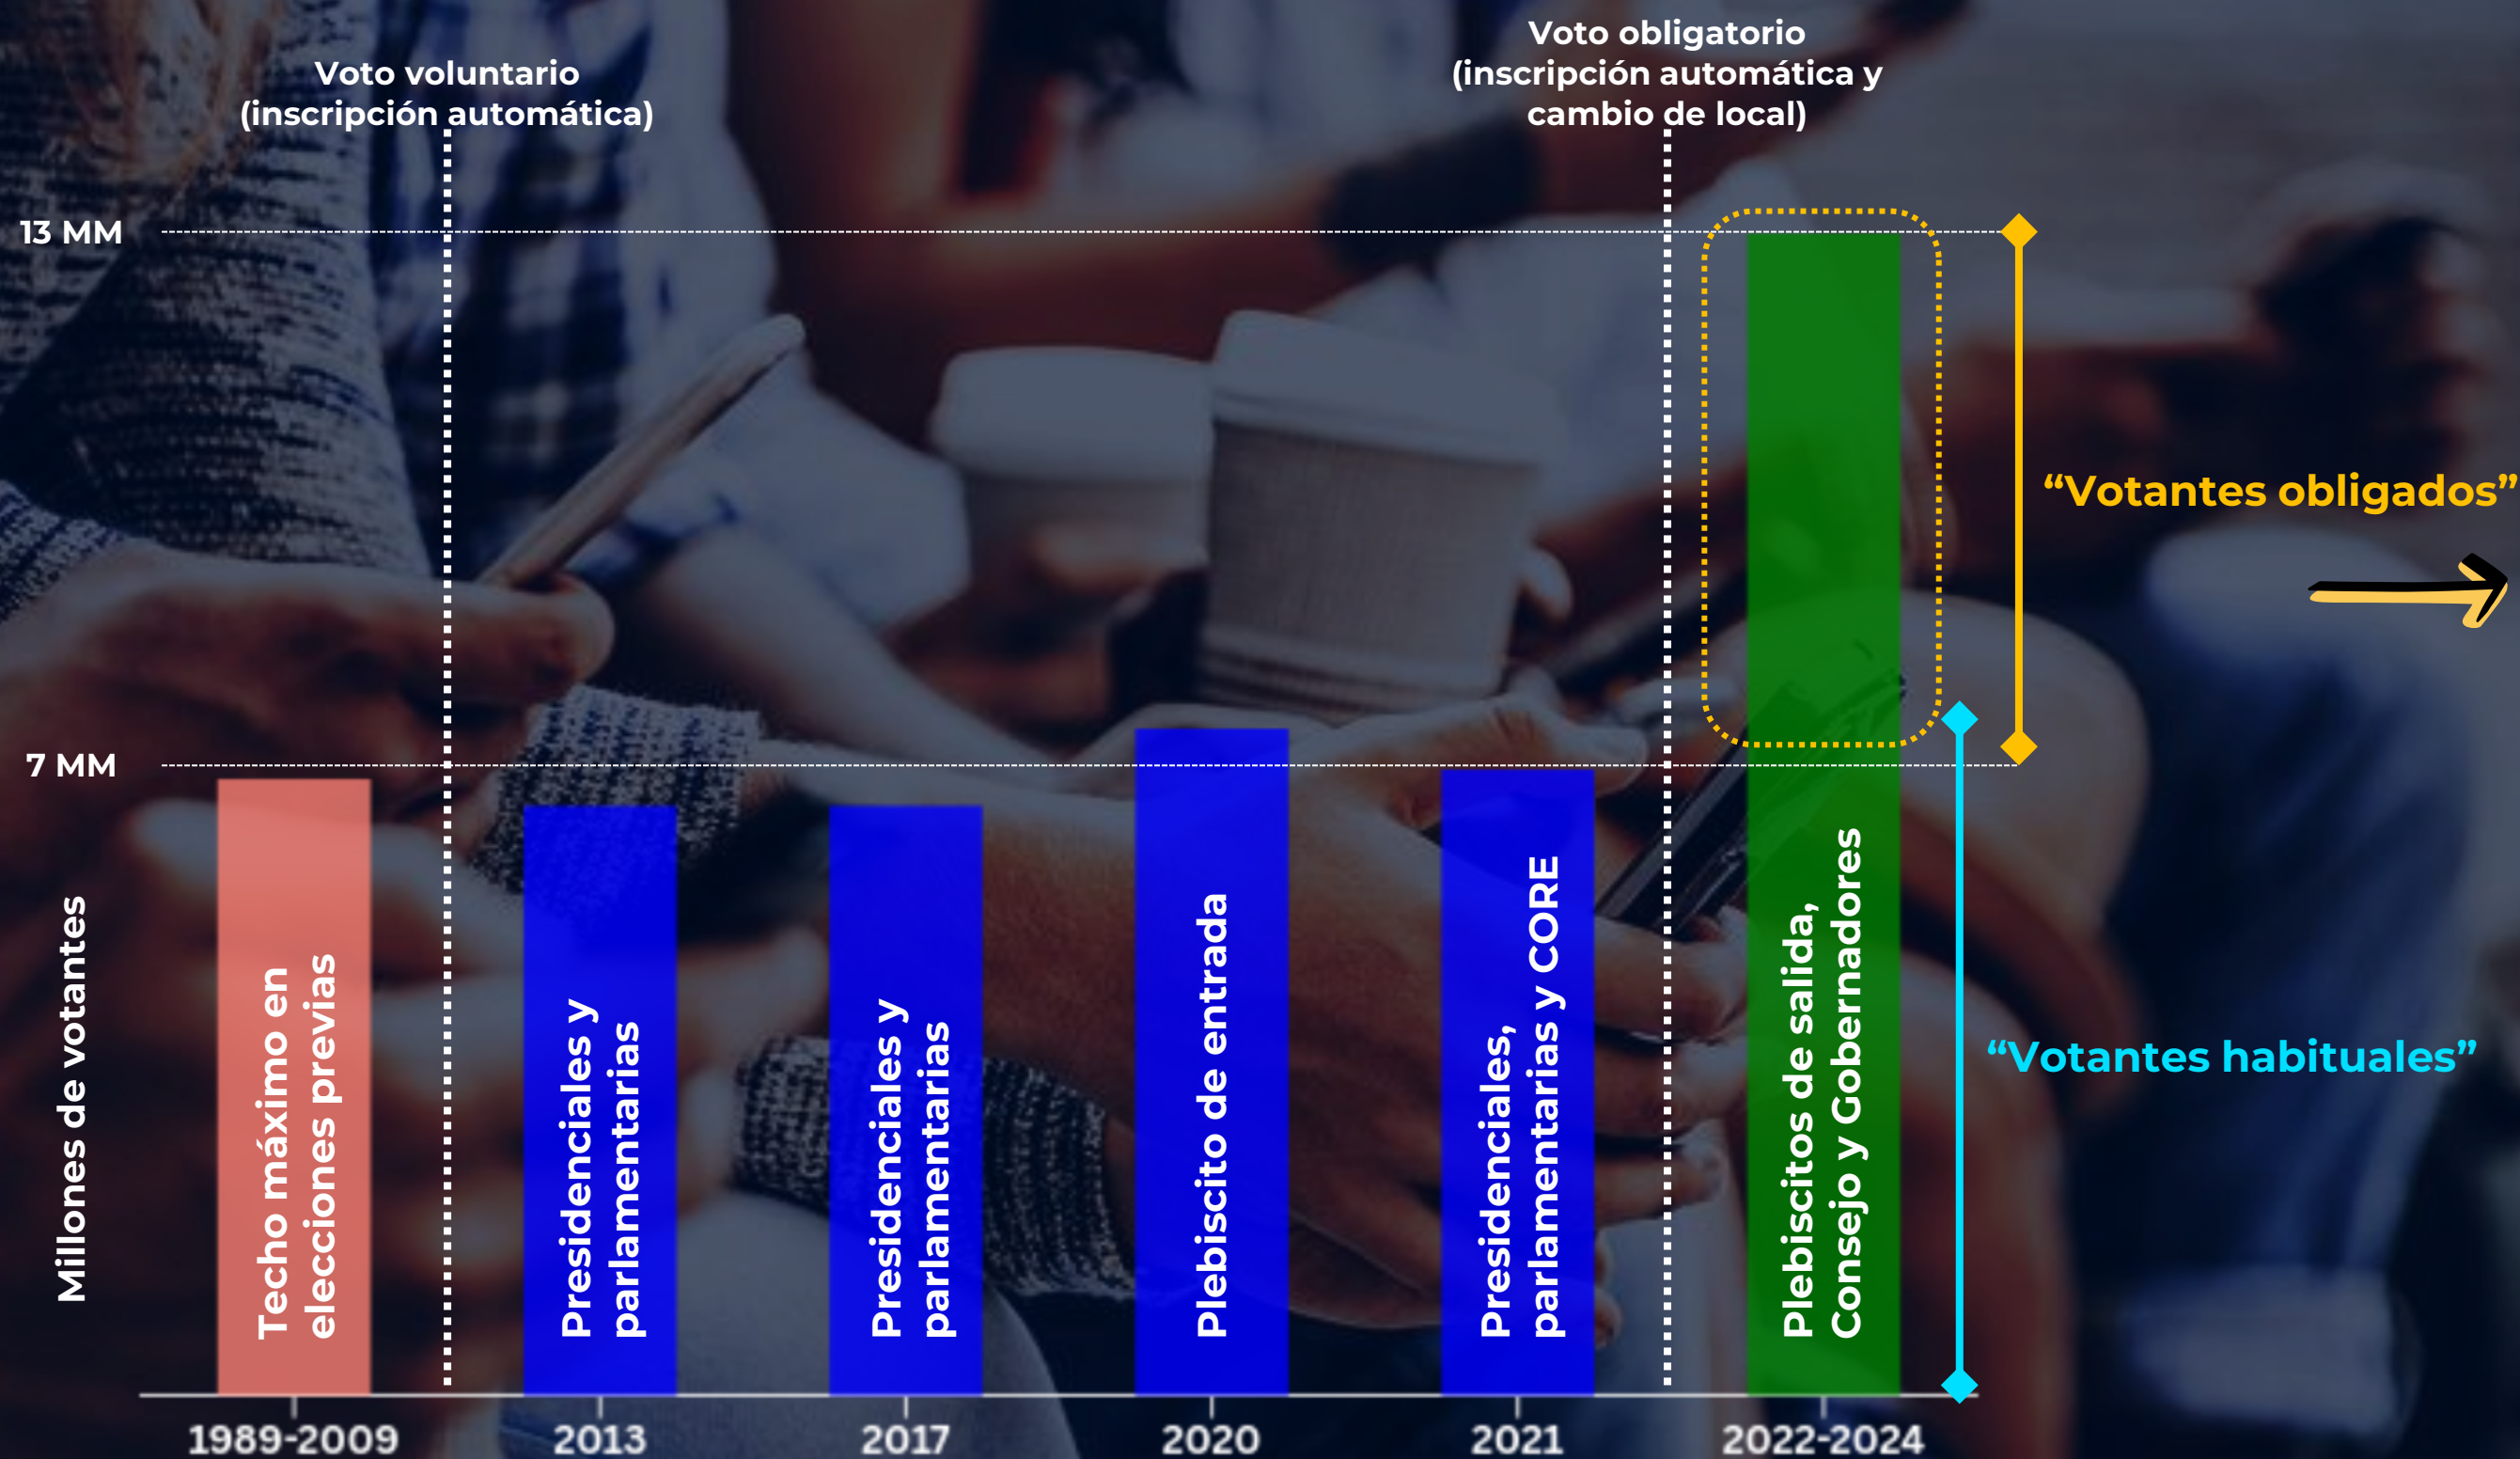 Voto voluntario
(inscripción automática)
Voto obligatorio
(inscripción automática y
cambio de local)
13 MM
7 MM
Millones de votantes
Techo máximo en
elecciones previas
Presidenciales y
parlamentarias
Presidenciales y
parlamentarias
Plebiscito de entrada
Presidenciales,
parlamentarias y CORE
Plebiscitos de salida,
Consejo y Gobernadores
“Votantes obligados”
“Votantes habituales”
1989-2009
2013
2017
2020
2021
2022-2024